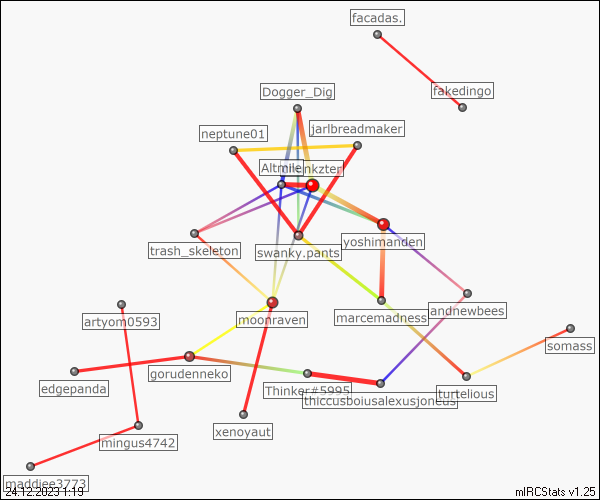 facadas.
fakedingo
Dogger_Dig
neptune01
jarlbreadmaker
Altmile
yoshimanden
trash_skeleton
swanky.pants
andnewbees
moonraven
marcemadness
artyom0593
somass
gorudenneko
edgepanda
Thinker#5995
turtelious
thiccusboiusalexusjoneus
xenoyaut
mingus4742
maddiee3773
24.12.2023 1:19
mIRCStats v1.25